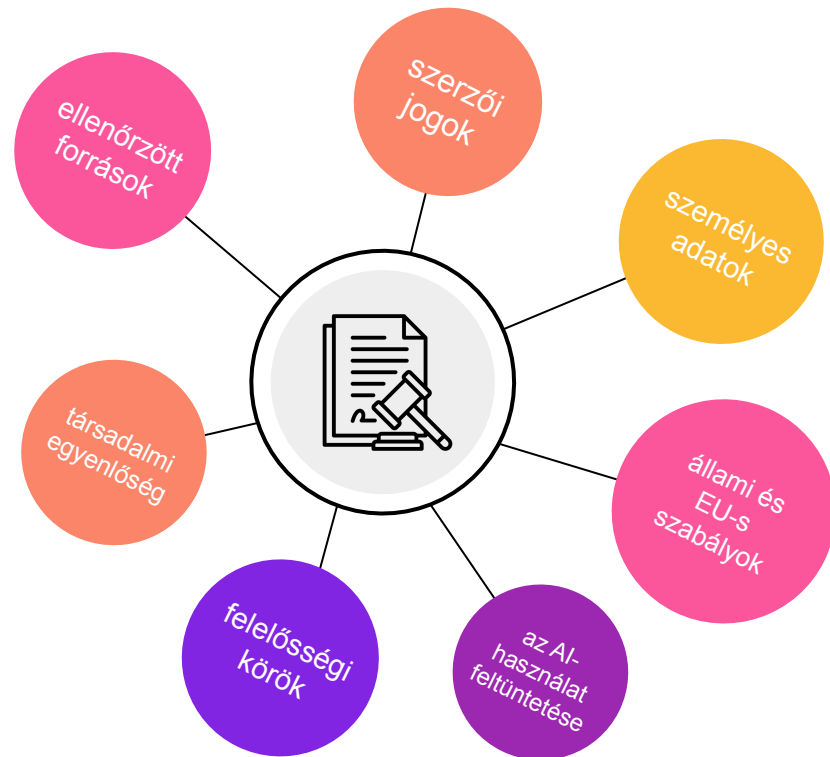 szerzői
jogok
ellenőrzött
források
személyes
adatok
társadalmi
egyenlőség
állami és
EU-s
szabályok
felelősségi
körök
az AI-
használat
feltüntetése